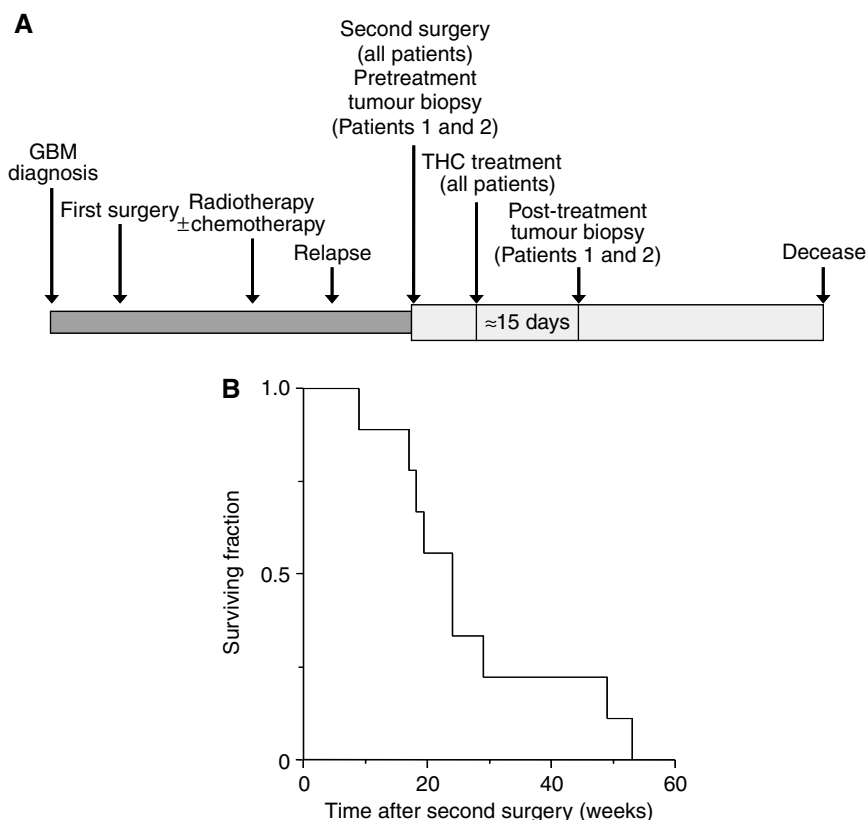 A
Second surgery
(all patients)
Pretreatment
tumour biopsy
(Patients 1 and 2)
GBM
diagnosis
First surgery
Radiotherapy
±chemotherapy
Relapse
THC treatment
(all patients)
Post-treatment
tumour biopsy
(Patients 1 and 2)
Decease
≈15 days
B
1.0
0.5
0
Surviving fraction
0 20 40 60
Time after second surgery (weeks)